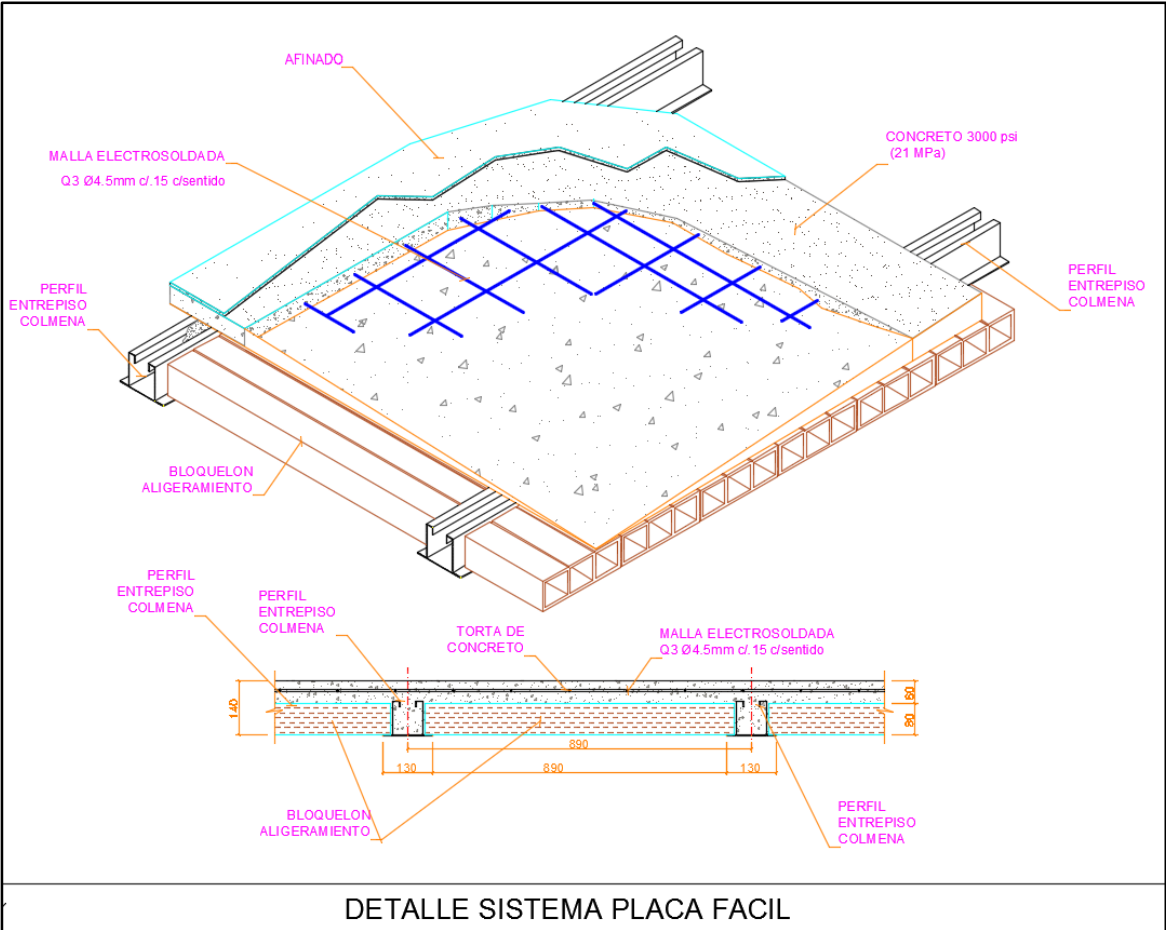 AFINADO
MALLA ELECTROSOLDADA
Q3 Ø4.5mm c/.15 c/sentido
CONCRETO 3000 psi
(21 MPa)
PERFIL
ENTREPISO
COLMENA
PERFIL
ENTREPISO
COLMENA
BLOQUELON
ALIGERAMIENTO
PERFIL
ENTREPISO
COLMENA
PERFIL
ENTREPISO
COLMENA
TORTA DE
CONCRETO
MALLA ELECTROSOLDADA
Q3 Ø4.5mm c/.15 c/sentido
140
60
80
890
130
890
130
BLOQUELON
ALIGERAMIENTO
PERFIL
ENTREPISO
COLMENA
DETALLE SISTEMA PLACA FACIL